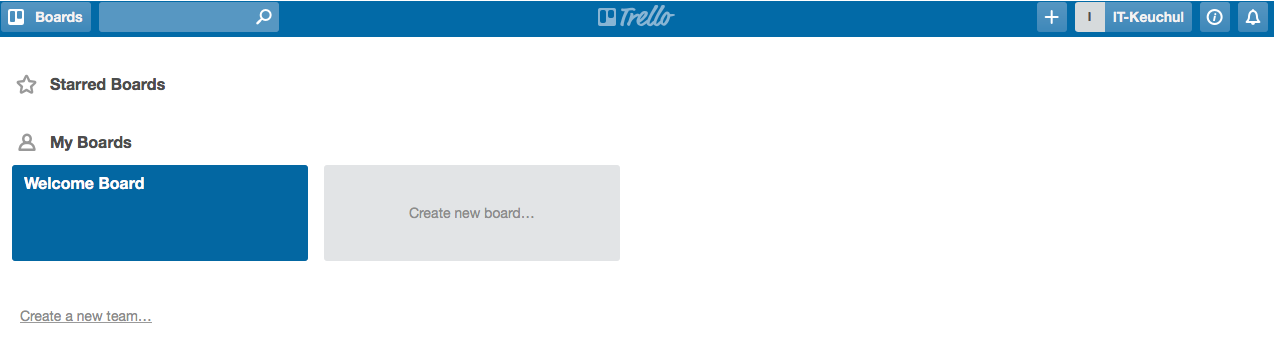 Boards
Trello
I
IT-Keuchul
Starred Boards
My Boards
Welcome Board
Create new board…
Create a new team…